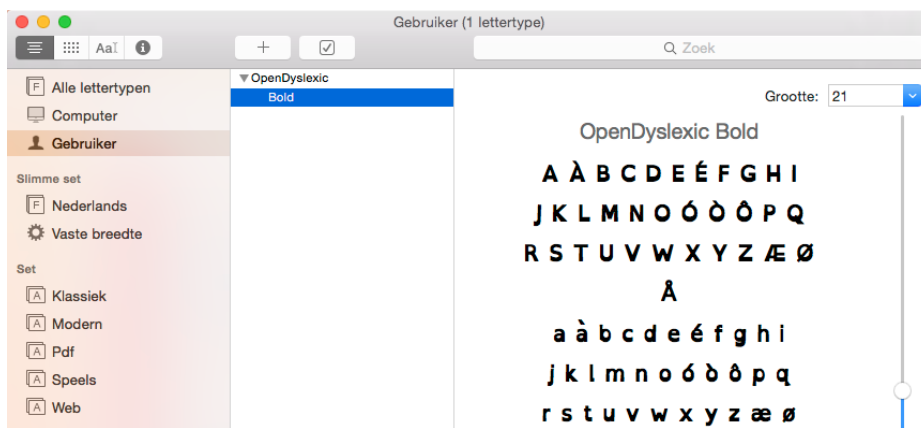 Gebruiker (1 lettertype)
AaI
Zoek
Alle lettertypen
Computer
Gebruiker
Slimme set
Nederlands
Vaste breedte
Set
Klassiek
Modern
Pdf
Speels
Web
OpenDyslexic
Bold
Grootte: 21
OpenDyslexic Bold
A À B C D E É F G H I
J K L M N O Ó Ò Ô P Q
R S T U V W X Y Z Æ Ø
Å
a à b c d e é f g h i
j k l m n o ó ò ô p q
r s t u v w x y z æ ø